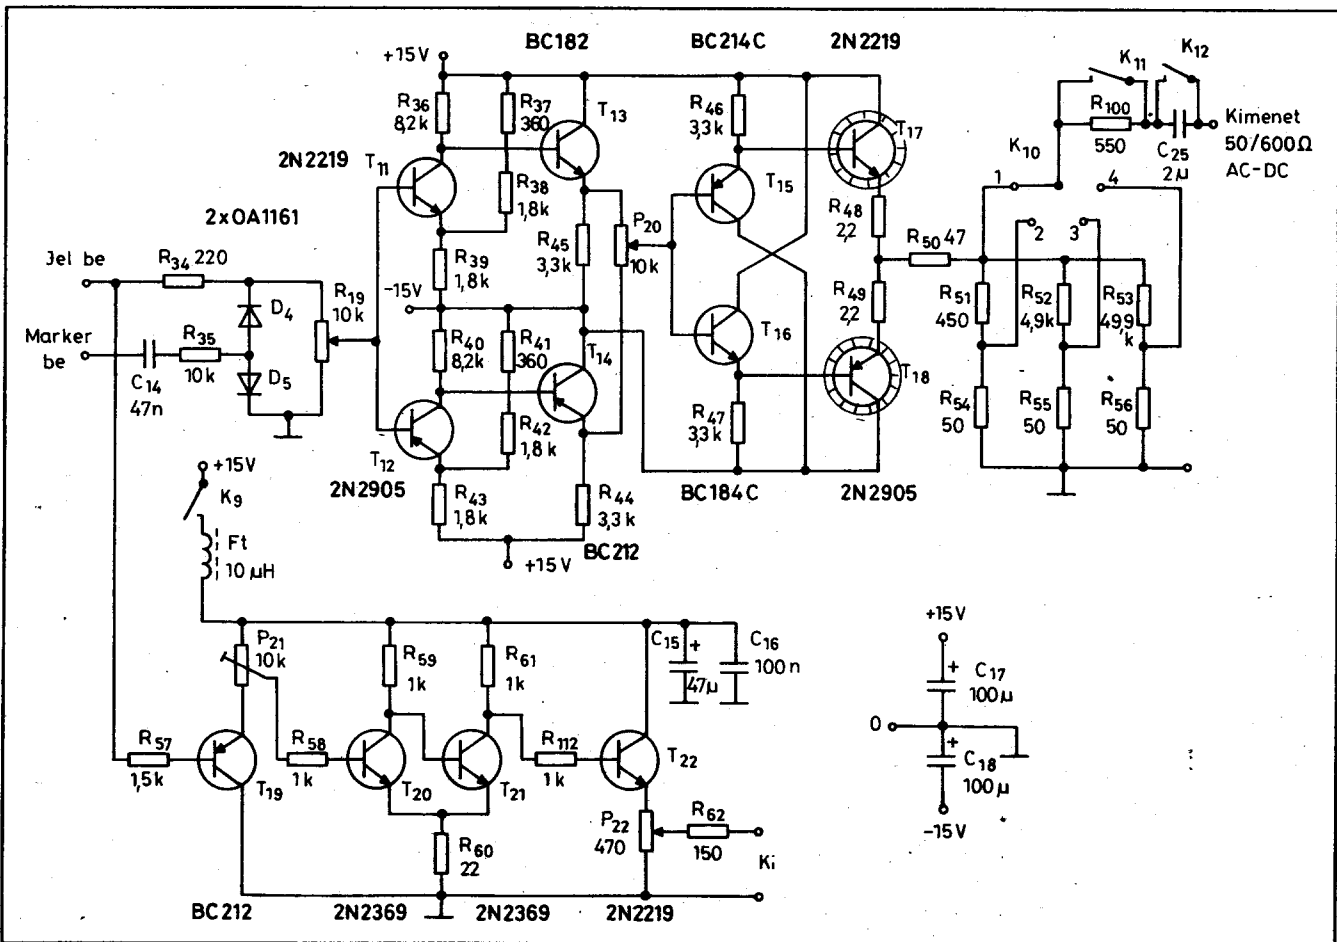 BC182
BC214C
2N2219
K11
K12
+15V
R36
8,2k
R37
360
T13
R46
3,3k
T17
R100
550
C25
2µ
Kimenet
50/600Ω
AC-DC
K10
1
4
2N2219
T11
R38
1,8k
T15
P20
10k
R48
2,2
2xOA1161
2
3
Jel be
R34 220
R39
1,8k
R45
3,3k
R50 47
D4
R19
10k
-15V
R49
2,2
R51
450
R52
4,9k
R53
49,9
k
Marker
be
R35
10k
C14
47n
D5
R40
8,2k
R41
360
T14
T16
T18
R42
1,8k
R47
3,3k
R54
50
R55
50
R56
50
T12
2N2905
R43
1,8k
R44
3,3k
BC184C
2N2905
+15V
K9
BC212
+15V
Ft
10µH
P21
10k
R59
1k
R61
1k
C15
+
47µ
C16
100n
+15V
+
C17
100µ
0
R57
1,5k
T19
R58
1k
T20
T21
R112
1k
T22
+
C18
100µ
-15V
R60
22
P22
470
R62
150
Ki
BC212
2N2369
2N2369
2N2219